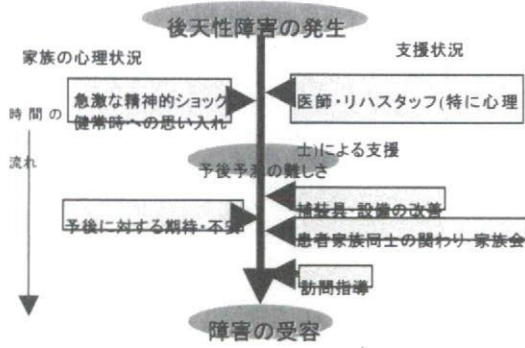 後天性障害の発生
家族の心理状況
支援状況
急激な精神的ショック
健常時への思い入れ
医師・リハスタッフ(特に心理
士)による支援
時間の
流れ
予後予測の難しさ
補装具・設備の改善
予後に対する期待・不安
患者家族同士の関わり・家族会
訪問指導
障害の受容